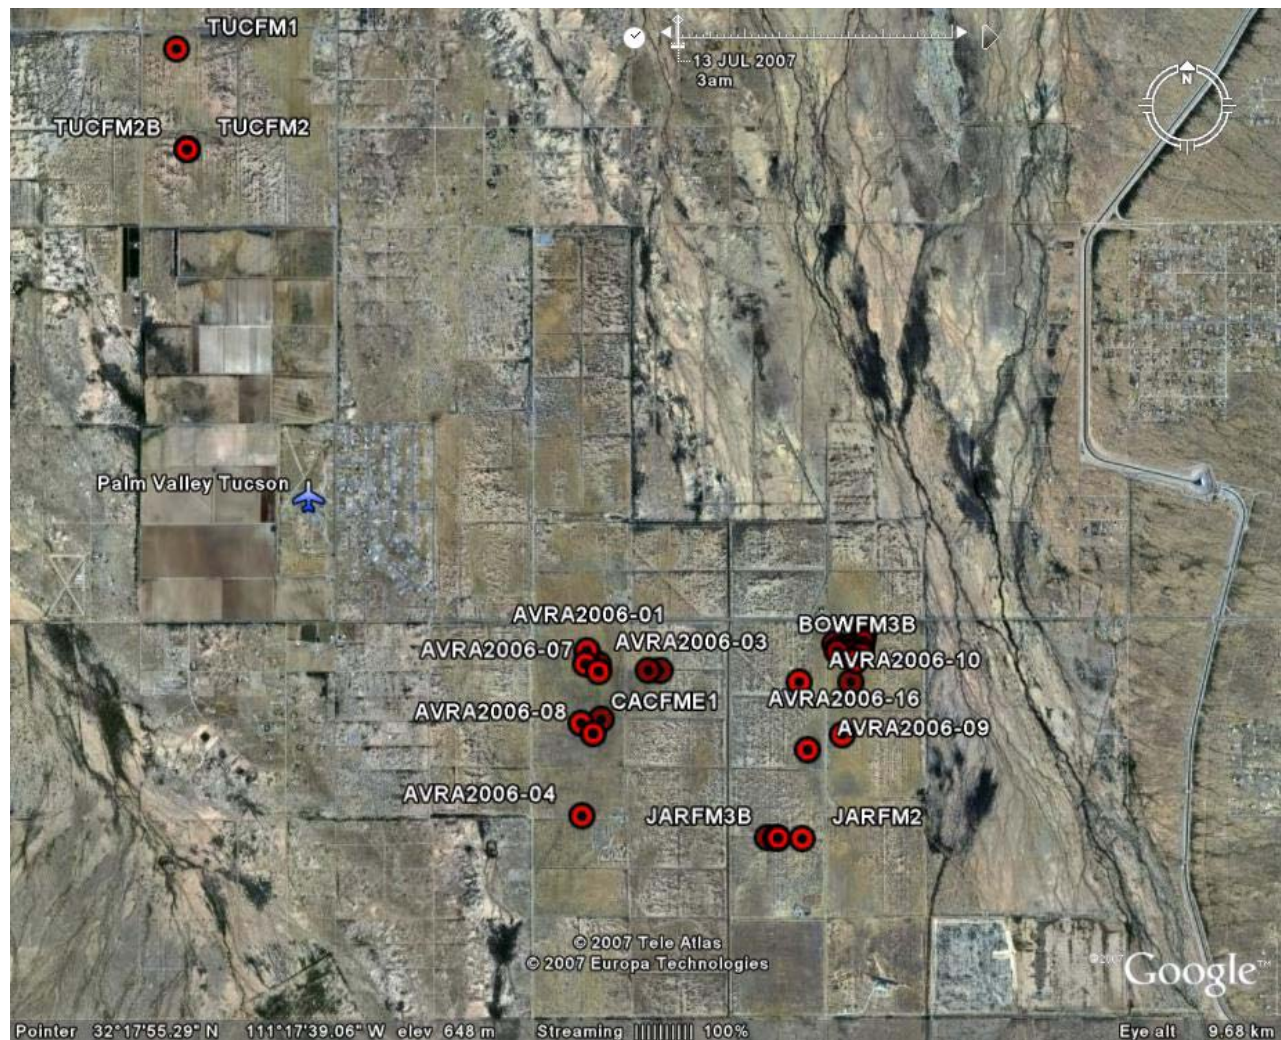 TUCFM1
13 JUL 2007
3am
N
TUCFM2B TUCFM2
Palm Valley Tucson
AVRA2006-01
BOWFM3B
AVRA2006-07 AVRA2006-03
AVRA2006-10
AVRA2006-16
AVRA2006-08 CACFME1
AVRA2006-09
AVRA2006-04
JARFM3B JARFM2
© 2007 Tele Atlas
© 2007 Europa Technologies
©2007 Google™
Pointer 32°17'55.29" N 111°17'39.06" W elev 648 m Streaming |||||||||| 100% Eye alt 9.68 km